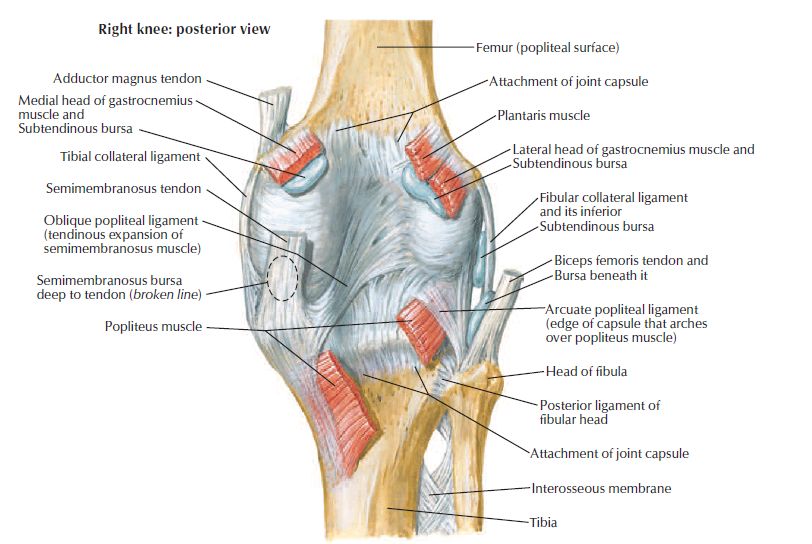 Right knee: posterior view
Adductor magnus tendon
Medial head of gastrocnemius
muscle and
Subtendinous bursa
Tibial collateral ligament
Semimembranosus tendon
Oblique popliteal ligament
(tendinous expansion of
semimembranosus muscle)
Semimembranosus bursa
deep to tendon (broken line)
Popliteus muscle
Femur (popliteal surface)
Attachment of joint capsule
Plantaris muscle
Lateral head of gastrocnemius muscle and
Subtendinous bursa
Fibular collateral ligament
and its inferior
Subtendinous bursa
Biceps femoris tendon and
Bursa beneath it
Arcuate popliteal ligament
(edge of capsule that arches
over popliteus muscle)
Head of fibula
Posterior ligament of
fibular head
Attachment of joint capsule
Interosseous membrane
Tibia